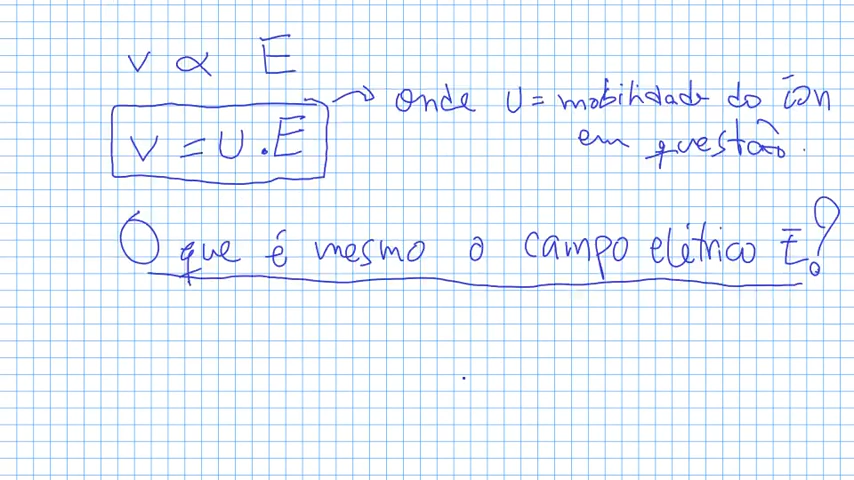 v ∝ E
v = U . E → onde U = mobilidade do íon
em questão.
O que é mesmo o campo elétrico E?